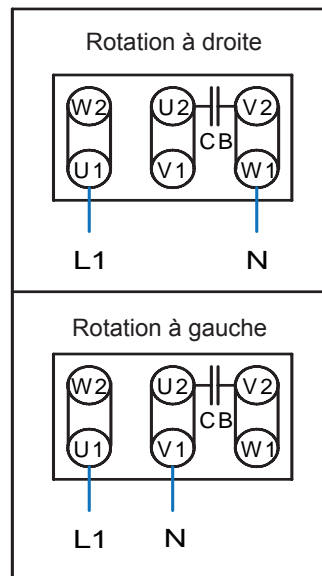 Rotation à droite
W2 U2 V2
CB
U1 V1 W1
L1 N
Rotation à gauche
W2 U2 V2
CB
U1 V1 W1
L1 N